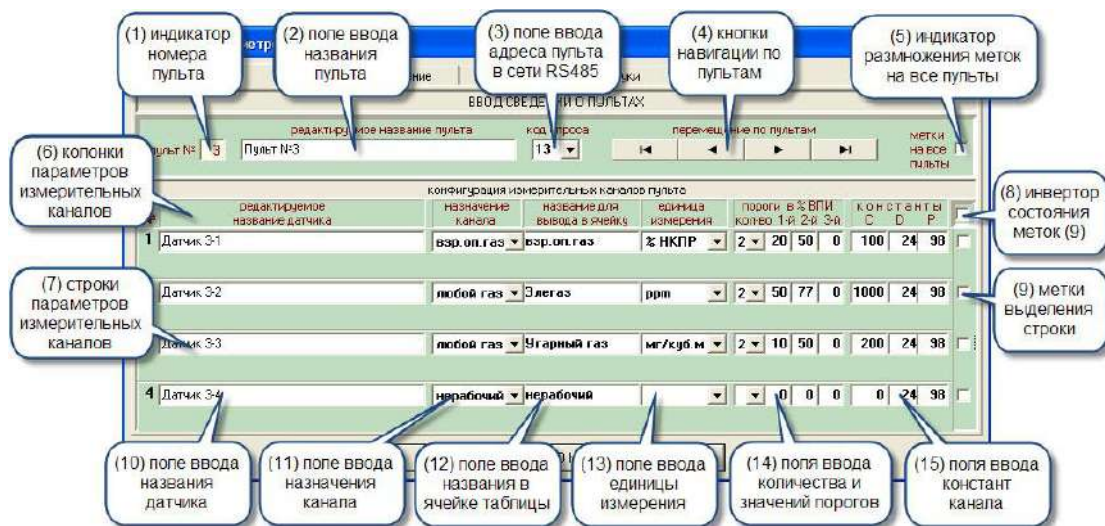 (1) индикатор
номера
пульта
(2) поле ввода
названия
пульта
(3) поле ввода
адреса пульта
в сети RS485
(4) кнопки
навигации по
пультам
(5) индикатор
размножения меток
на все пульты
ВВОД СВЕДЕНИ О ПУЛЬТАХ
редактируемое название пульта
код опроса
перемещение по пультам
метки
на все
пульты
3
Пульт №3
13
(6) колонки
параметров
измерительных
каналов
конфигурация измерительных каналов пульта
редактируемое
название датчика
назначение
канала
название для
вывода в ячейку
единица
измерения
пороги в % ВПИ
кол-во 1-й 2-й 3-й
константы
C D P
(8) инвертор
состояния
меток (9)
1 Датчик 3-1 взр.оп.газ взр.оп.газ % НКПР 2 20 50 0 100 24 98
(7) строки
параметров
измерительных
каналов
Датчик 3-2 любой газ Элегаз ppm 2 50 77 0 1000 24 98
(9) метки
выделения
строки
Датчик 3-3 любой газ Угарный газ мг/куб.м 2 10 50 0 200 24 98
4 Датчик 3-4 нерабочий нерабочий 0 0 0 0 24 98
(10) поле ввода
названия
датчика
(11) поле ввода
назначения
канала
(12) поле ввода
названия в
ячейке таблицы
(13) поле ввода
единицы
измерения
(14) поля ввода
количества и
значений порогов
(15) поля ввода
констант
канала